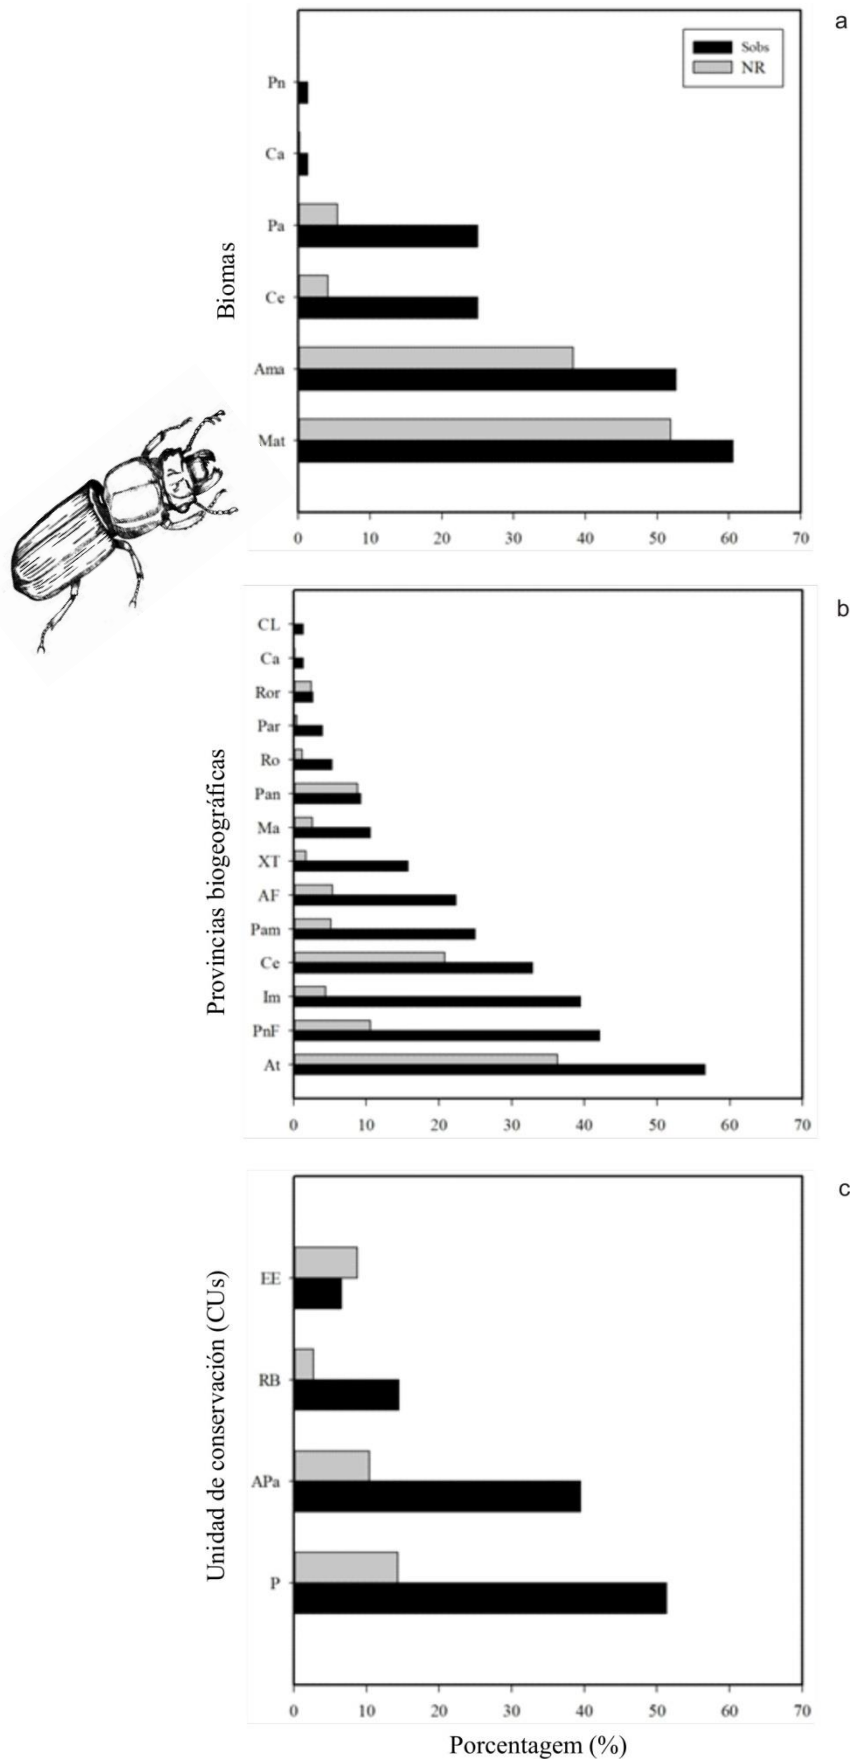 a
Sobs
NR
Pn
Ca
Pa
Ce
Ama
Mat
Biomas
0 10 20 30 40 50 60 70
b
CL
Ca
Ror
Par
Ro
Pan
Ma
XT
AF
Pam
Ce
Im
PnF
At
Provincias biogeográficas
0 10 20 30 40 50 60 70
c
EE
RB
APa
P
Unidad de conservación (CUs)
0 10 20 30 40 50 60 70
Porcentagem (%)